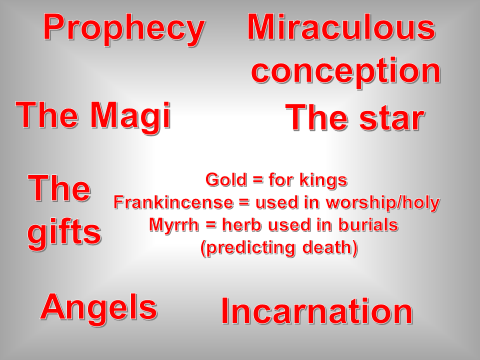 Prophecy
Miraculous
conception
The Magi
The star
The
gifts
Gold = for kings
Frankincense = used in worship/holy
Myrrh = herb used in burials
(predicting death)
Angels
Incarnation